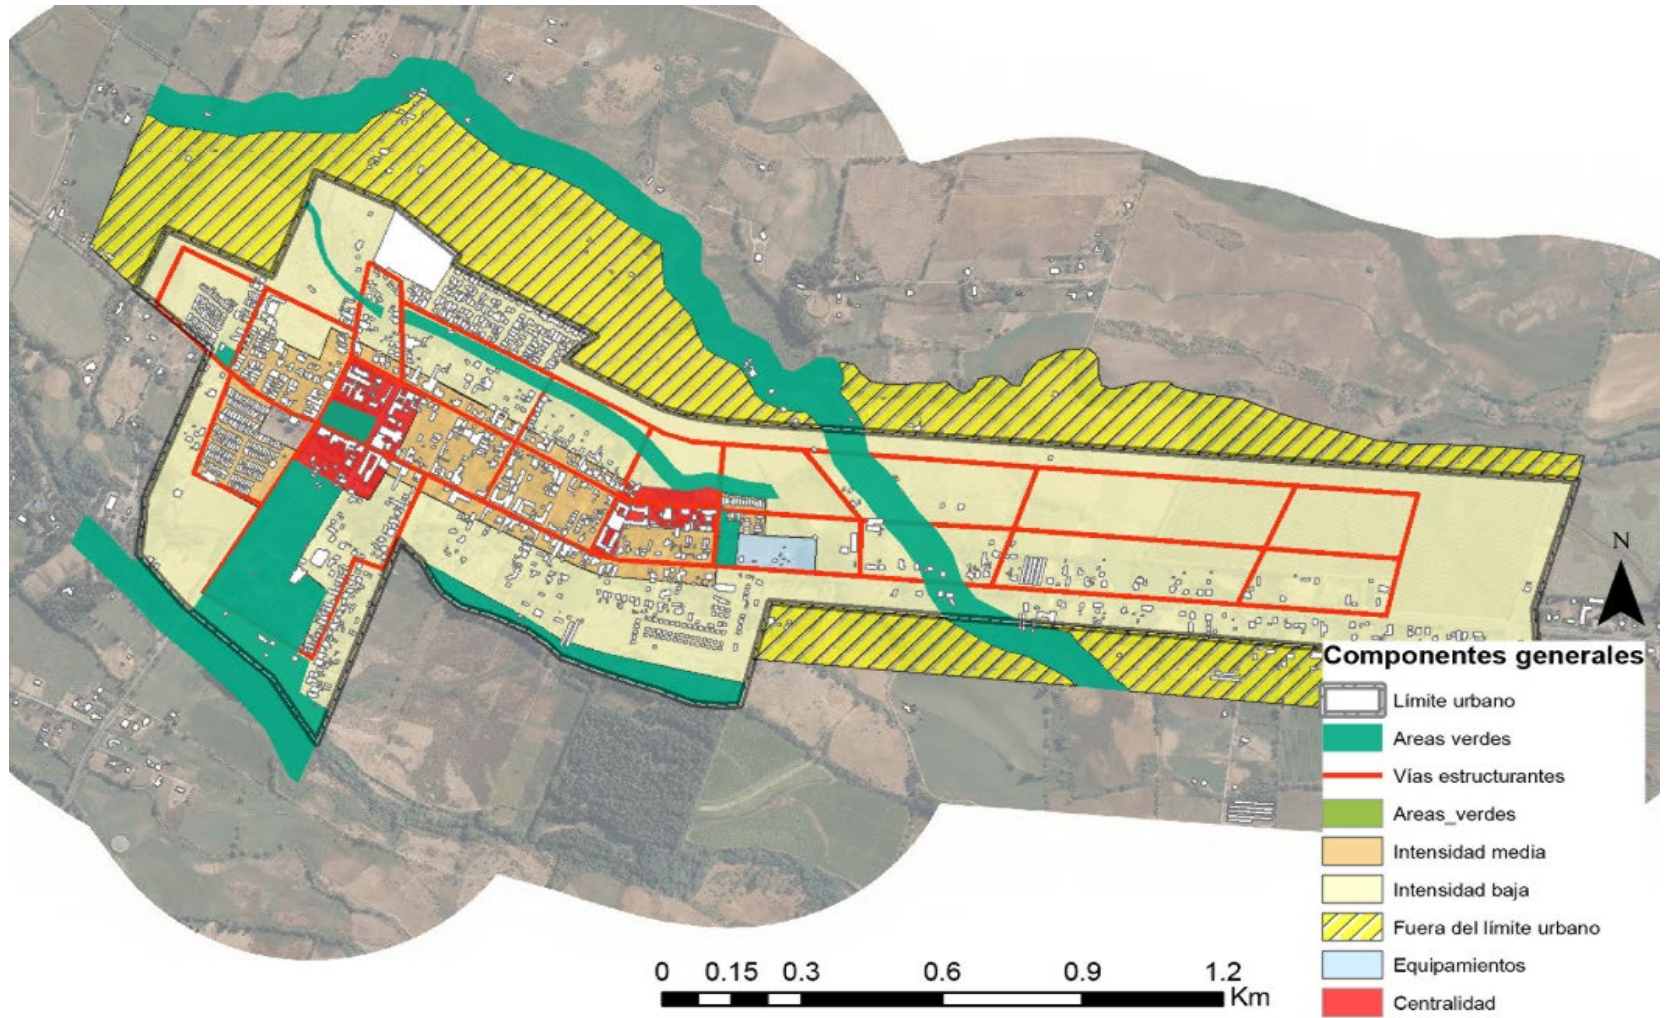 N
Componentes generales
Límite urbano
Areas verdes
Vías estructurantes
Areas_verdes
Intensidad media
Intensidad baja
Fuera del límite urbano
Equipamientos
Centralidad
0 0.15 0.3 0.6 0.9 1.2
Km